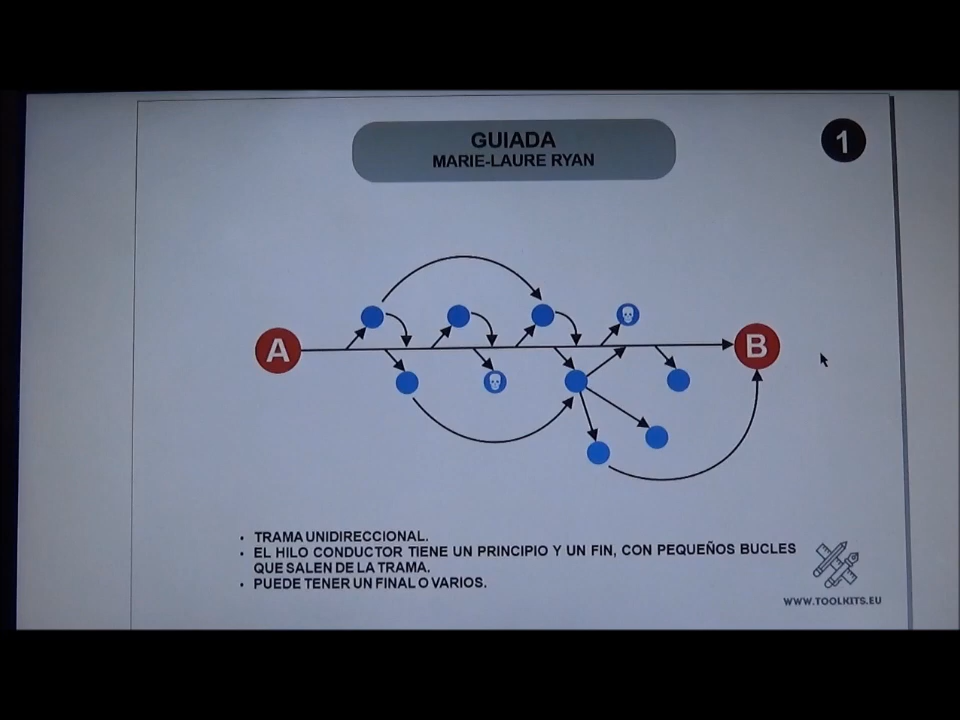 GUIADA
MARIE-LAURE RYAN
1
A
B
• TRAMA UNIDIRECCIONAL.
• EL HILO CONDUCTOR TIENE UN PRINCIPIO Y UN FIN, CON PEQUEÑOS BUCLES
QUE SALEN DE LA TRAMA.
• PUEDE TENER UN FINAL O VARIOS.
WWW.TOOLKITS.EU